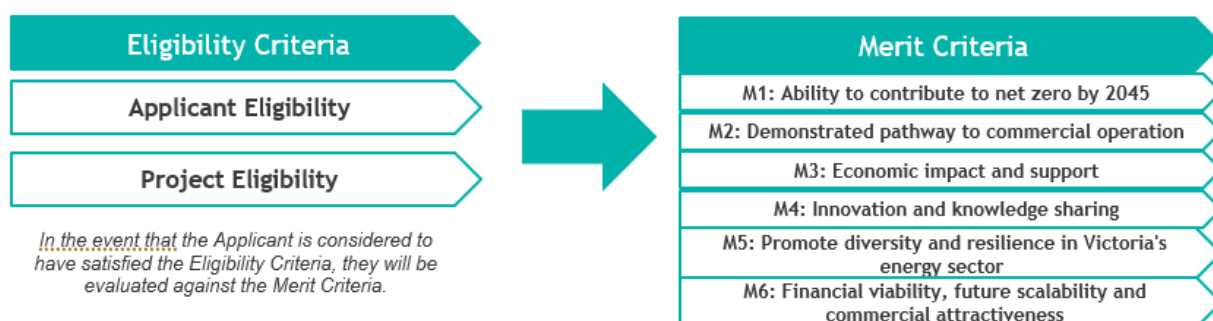 Eligibility Criteria
Applicant Eligibility
Project Eligibility
In the event that the Applicant is considered to
have satisfied the Eligibility Criteria, they will be
evaluated against the Merit Criteria.
Merit Criteria
M1: Ability to contribute to net zero by 2045
M2: Demonstrated pathway to commercial operation
M3: Economic impact and support
M4: Innovation and knowledge sharing
M5: Promote diversity and resilience in Victoria's
energy sector
M6: Financial viability, future scalability and
commercial attractiveness